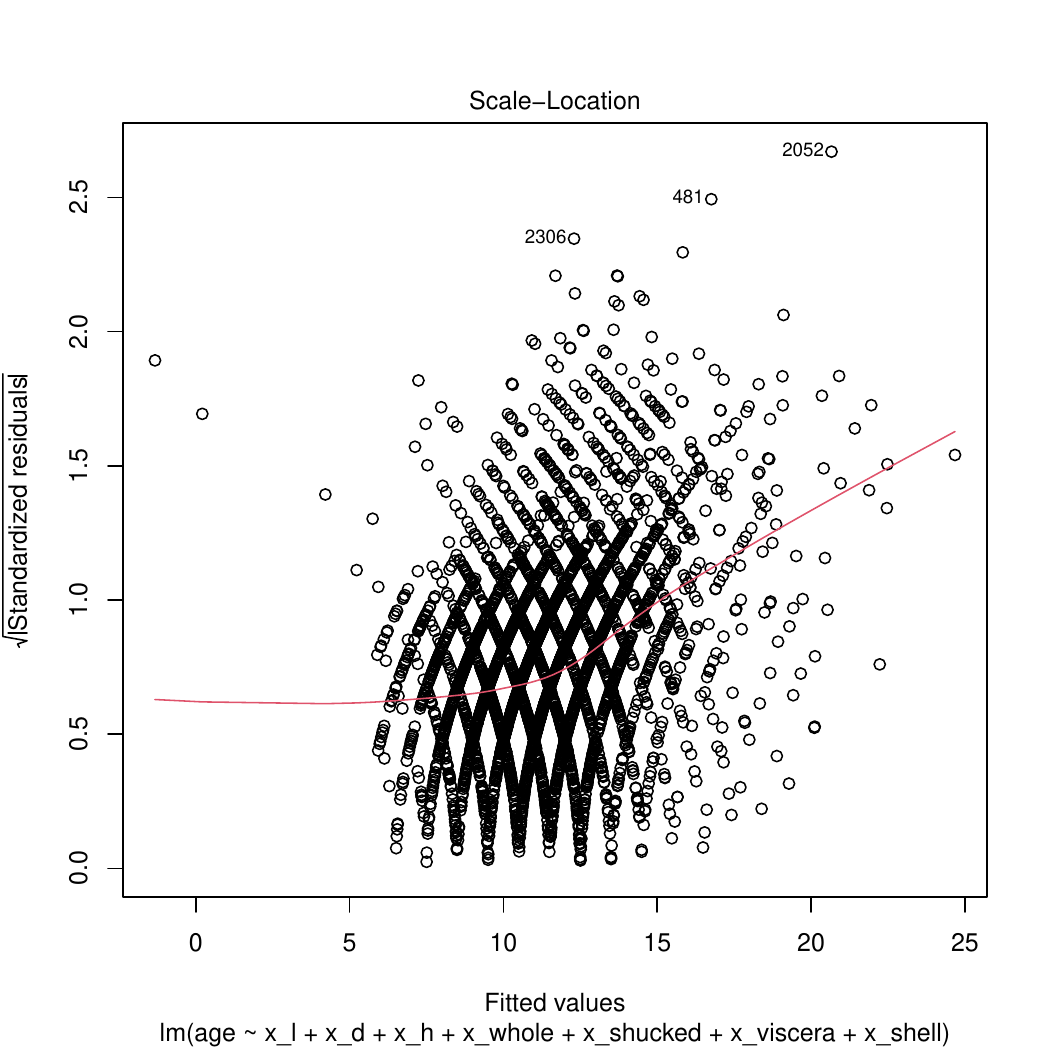 Scale−Location
2052
481
2306
√|Standardized residuals|
2.5
2.0
1.5
1.0
0.5
0.0
0 5 10 15 20 25
Fitted values
lm(age ~ x_l + x_d + x_h + x_whole + x_shucked + x_viscera + x_shell)